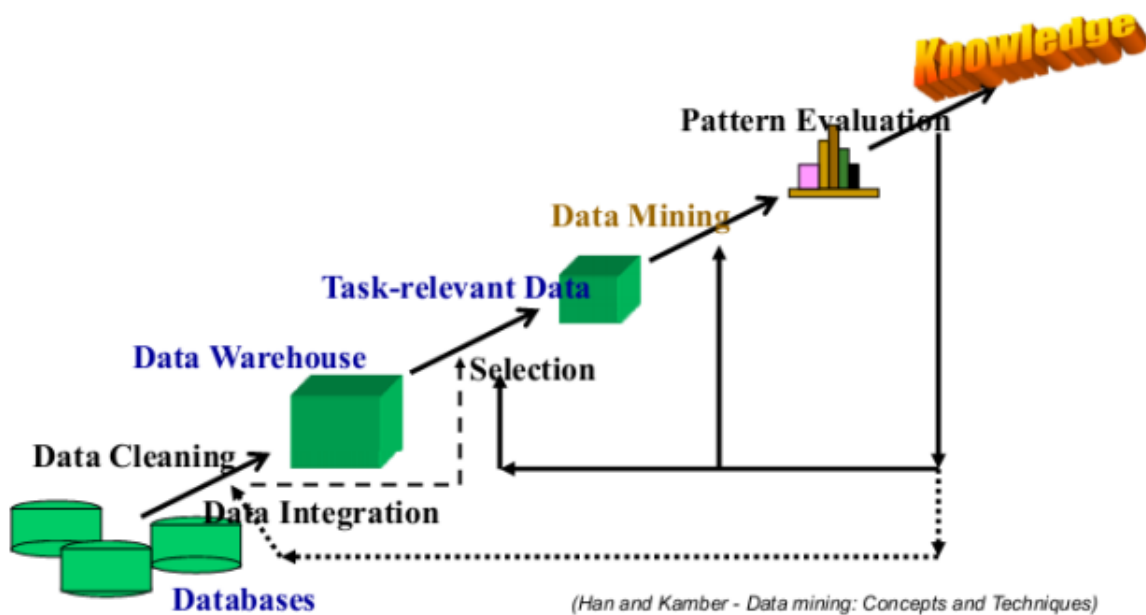 Knowledge
Pattern Evaluation
Data Mining
Task-relevant Data
Data Warehouse
Selection
Data Cleaning
Data Integration
Databases
(Han and Kamber - Data mining: Concepts and Techniques)